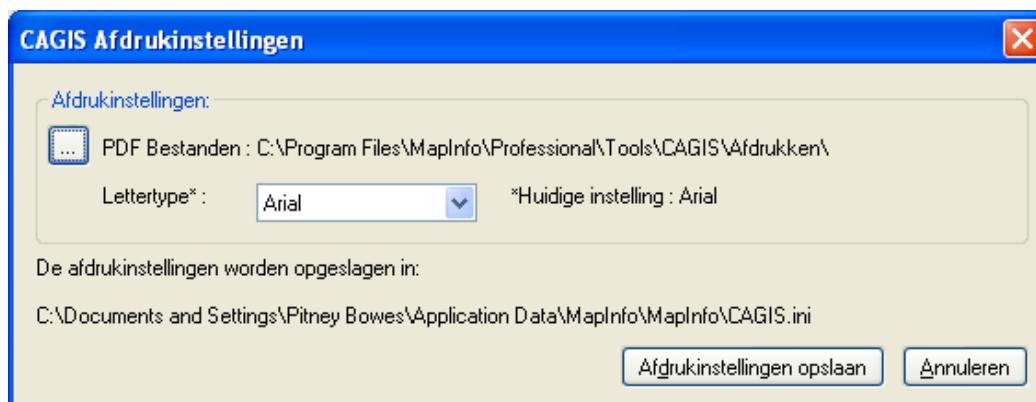 CAGIS Afdrukinstellingen
Afdrukinstellingen:
... PDF Bestanden : C:\Program Files\MapInfo\Professional\Tools\CAGIS\Afdrukken\
Lettertype* : Arial *Huidige instelling : Arial
De afdrukinstellingen worden opgeslagen in:
C:\Documents and Settings\Pitney Bowes\Application Data\MapInfo\MapInfo\CAGIS.ini
Afdrukinstellingen opslaan Annuleren